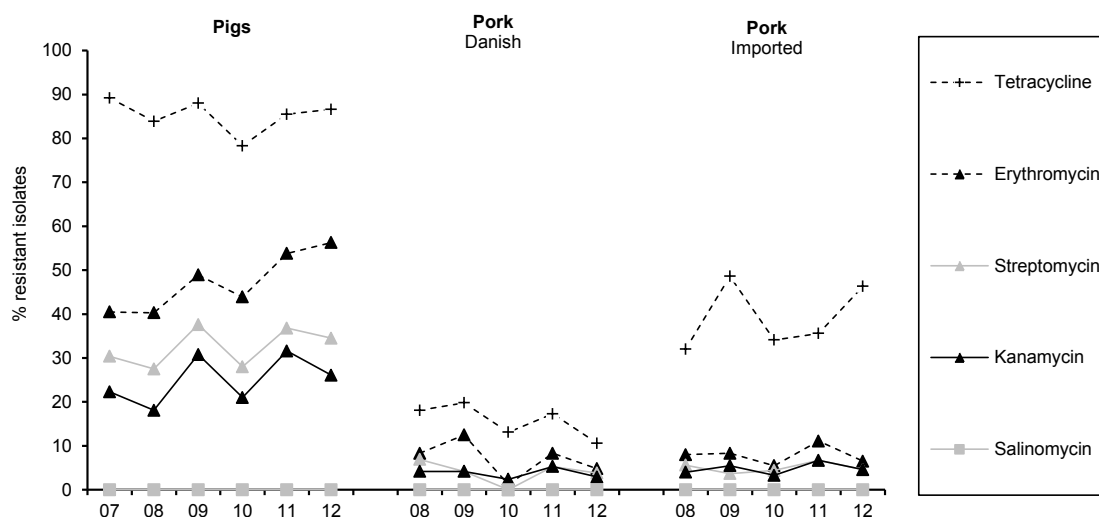 Pigs
Pork
Danish
Pork
Imported
% resistant isolates
100
90
80
70
60
50
40
30
20
10
0
07 08 09 10 11 12
08 09 10 11 12
08 09 10 11 12
Tetracycline
Erythromycin
Streptomycin
Kanamycin
Salinomycin